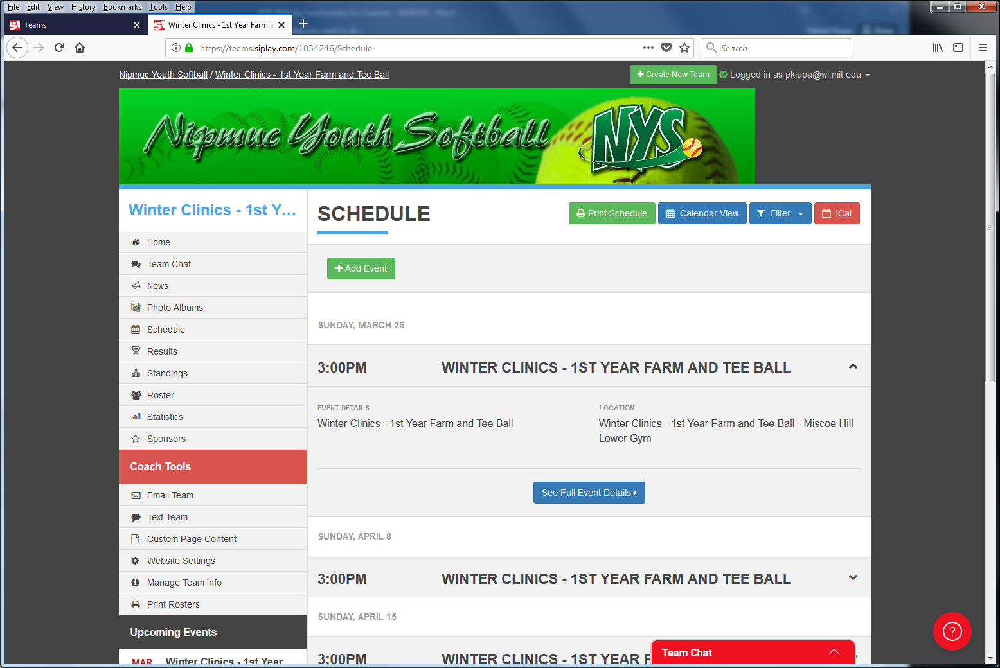 File Edit View History Bookmarks Tools Help
Teams
Winter Clinics - 1st Year Farm a
https://teams.siplay.com/1034246/Schedule
Search
Nipmuc Youth Softball / Winter Clinics - 1st Year Farm and Tee Ball
Create New Team
Logged in as pklupa@wi.mit.edu
Nipmuc Youth Softball
NYS
Winter Clinics - 1st Y...
Home
Team Chat
News
Photo Albums
Schedule
Results
Standings
Roster
Statistics
Sponsors
Coach Tools
Email Team
Text Team
Custom Page Content
Website Settings
Manage Team Info
Print Rosters
Upcoming Events
MAR Winter Clinics - 1st Year
SCHEDULE
Print Schedule
Calendar View
Filter
ICal
Add Event
SUNDAY, MARCH 25
3:00PM WINTER CLINICS - 1ST YEAR FARM AND TEE BALL
EVENT DETAILS
Winter Clinics - 1st Year Farm and Tee Ball
LOCATION
Winter Clinics - 1st Year Farm and Tee Ball - Miscoe Hill
Lower Gym
See Full Event Details
SUNDAY, APRIL 8
3:00PM WINTER CLINICS - 1ST YEAR FARM AND TEE BALL
SUNDAY, APRIL 15
3:00PM WINTER CLINICS - 1ST YEAR F
Team Chat